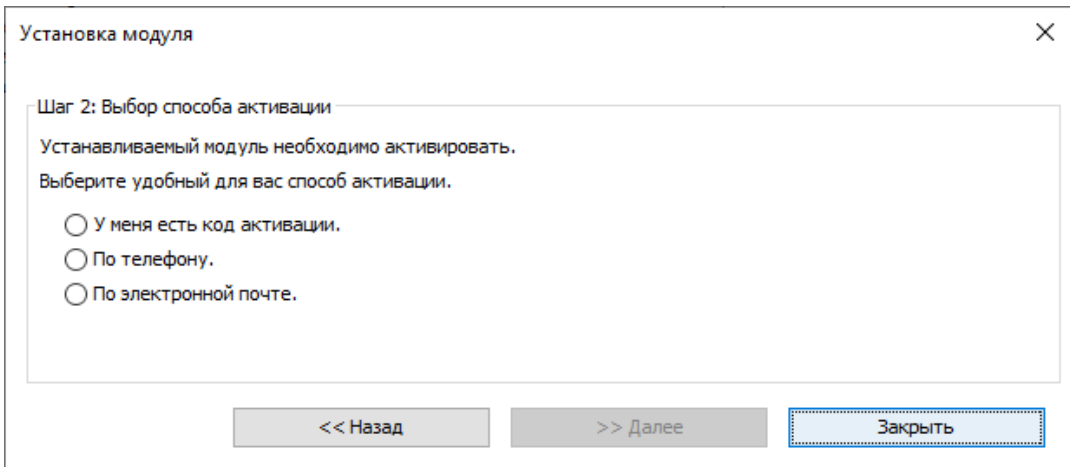 Установка модуля
Шаг 2: Выбор способа активации
Устанавливаемый модуль необходимо активировать.
Выберите удобный для вас способ активации.
У меня есть код активации.
По телефону.
По электронной почте.
<< Назад
>> Далее
Закрыть